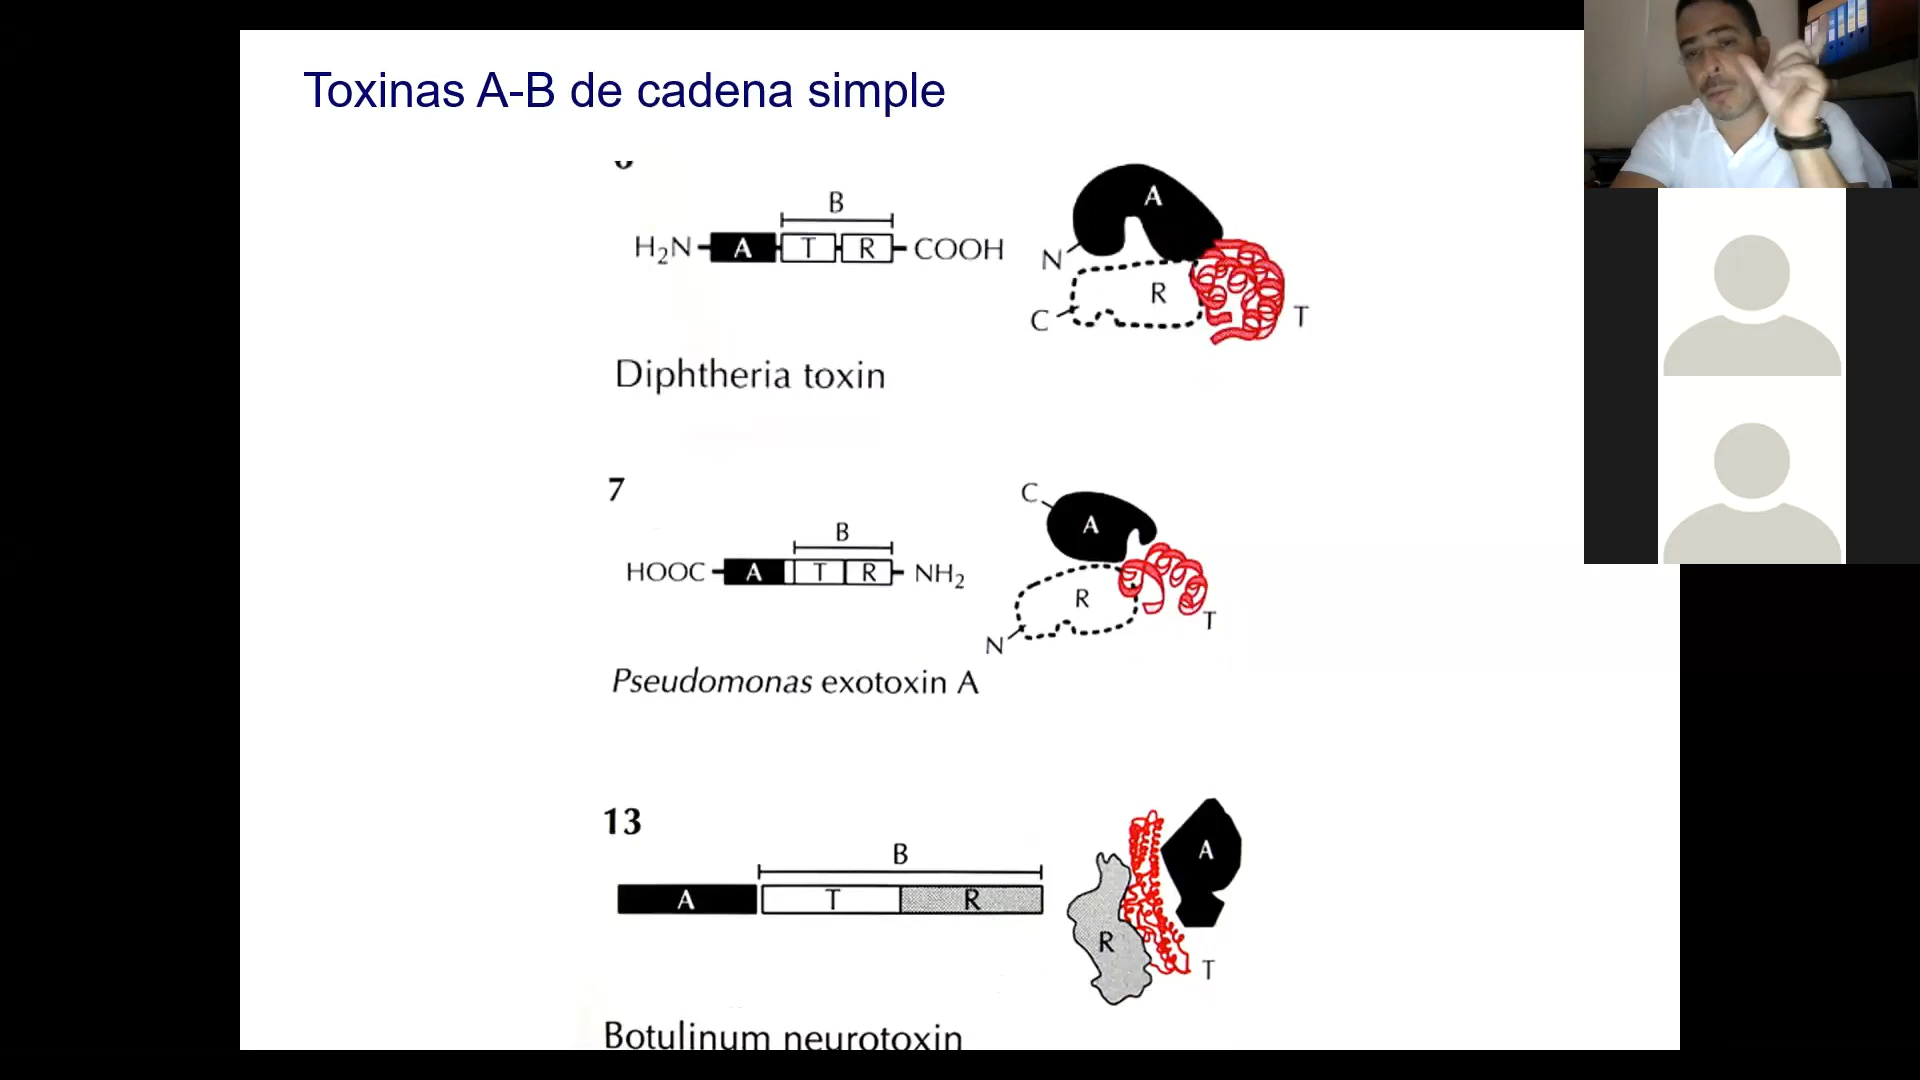 Toxinas A-B de cadena simple
B
H₂N A T R COOH
A
N
R
C
T
Diphtheria toxin
7
B
HOOC A T R NH₂
C
A
R
N
T
Pseudomonas exotoxin A
13
B
A T R
A
R
T
Botulinum neurotoxin